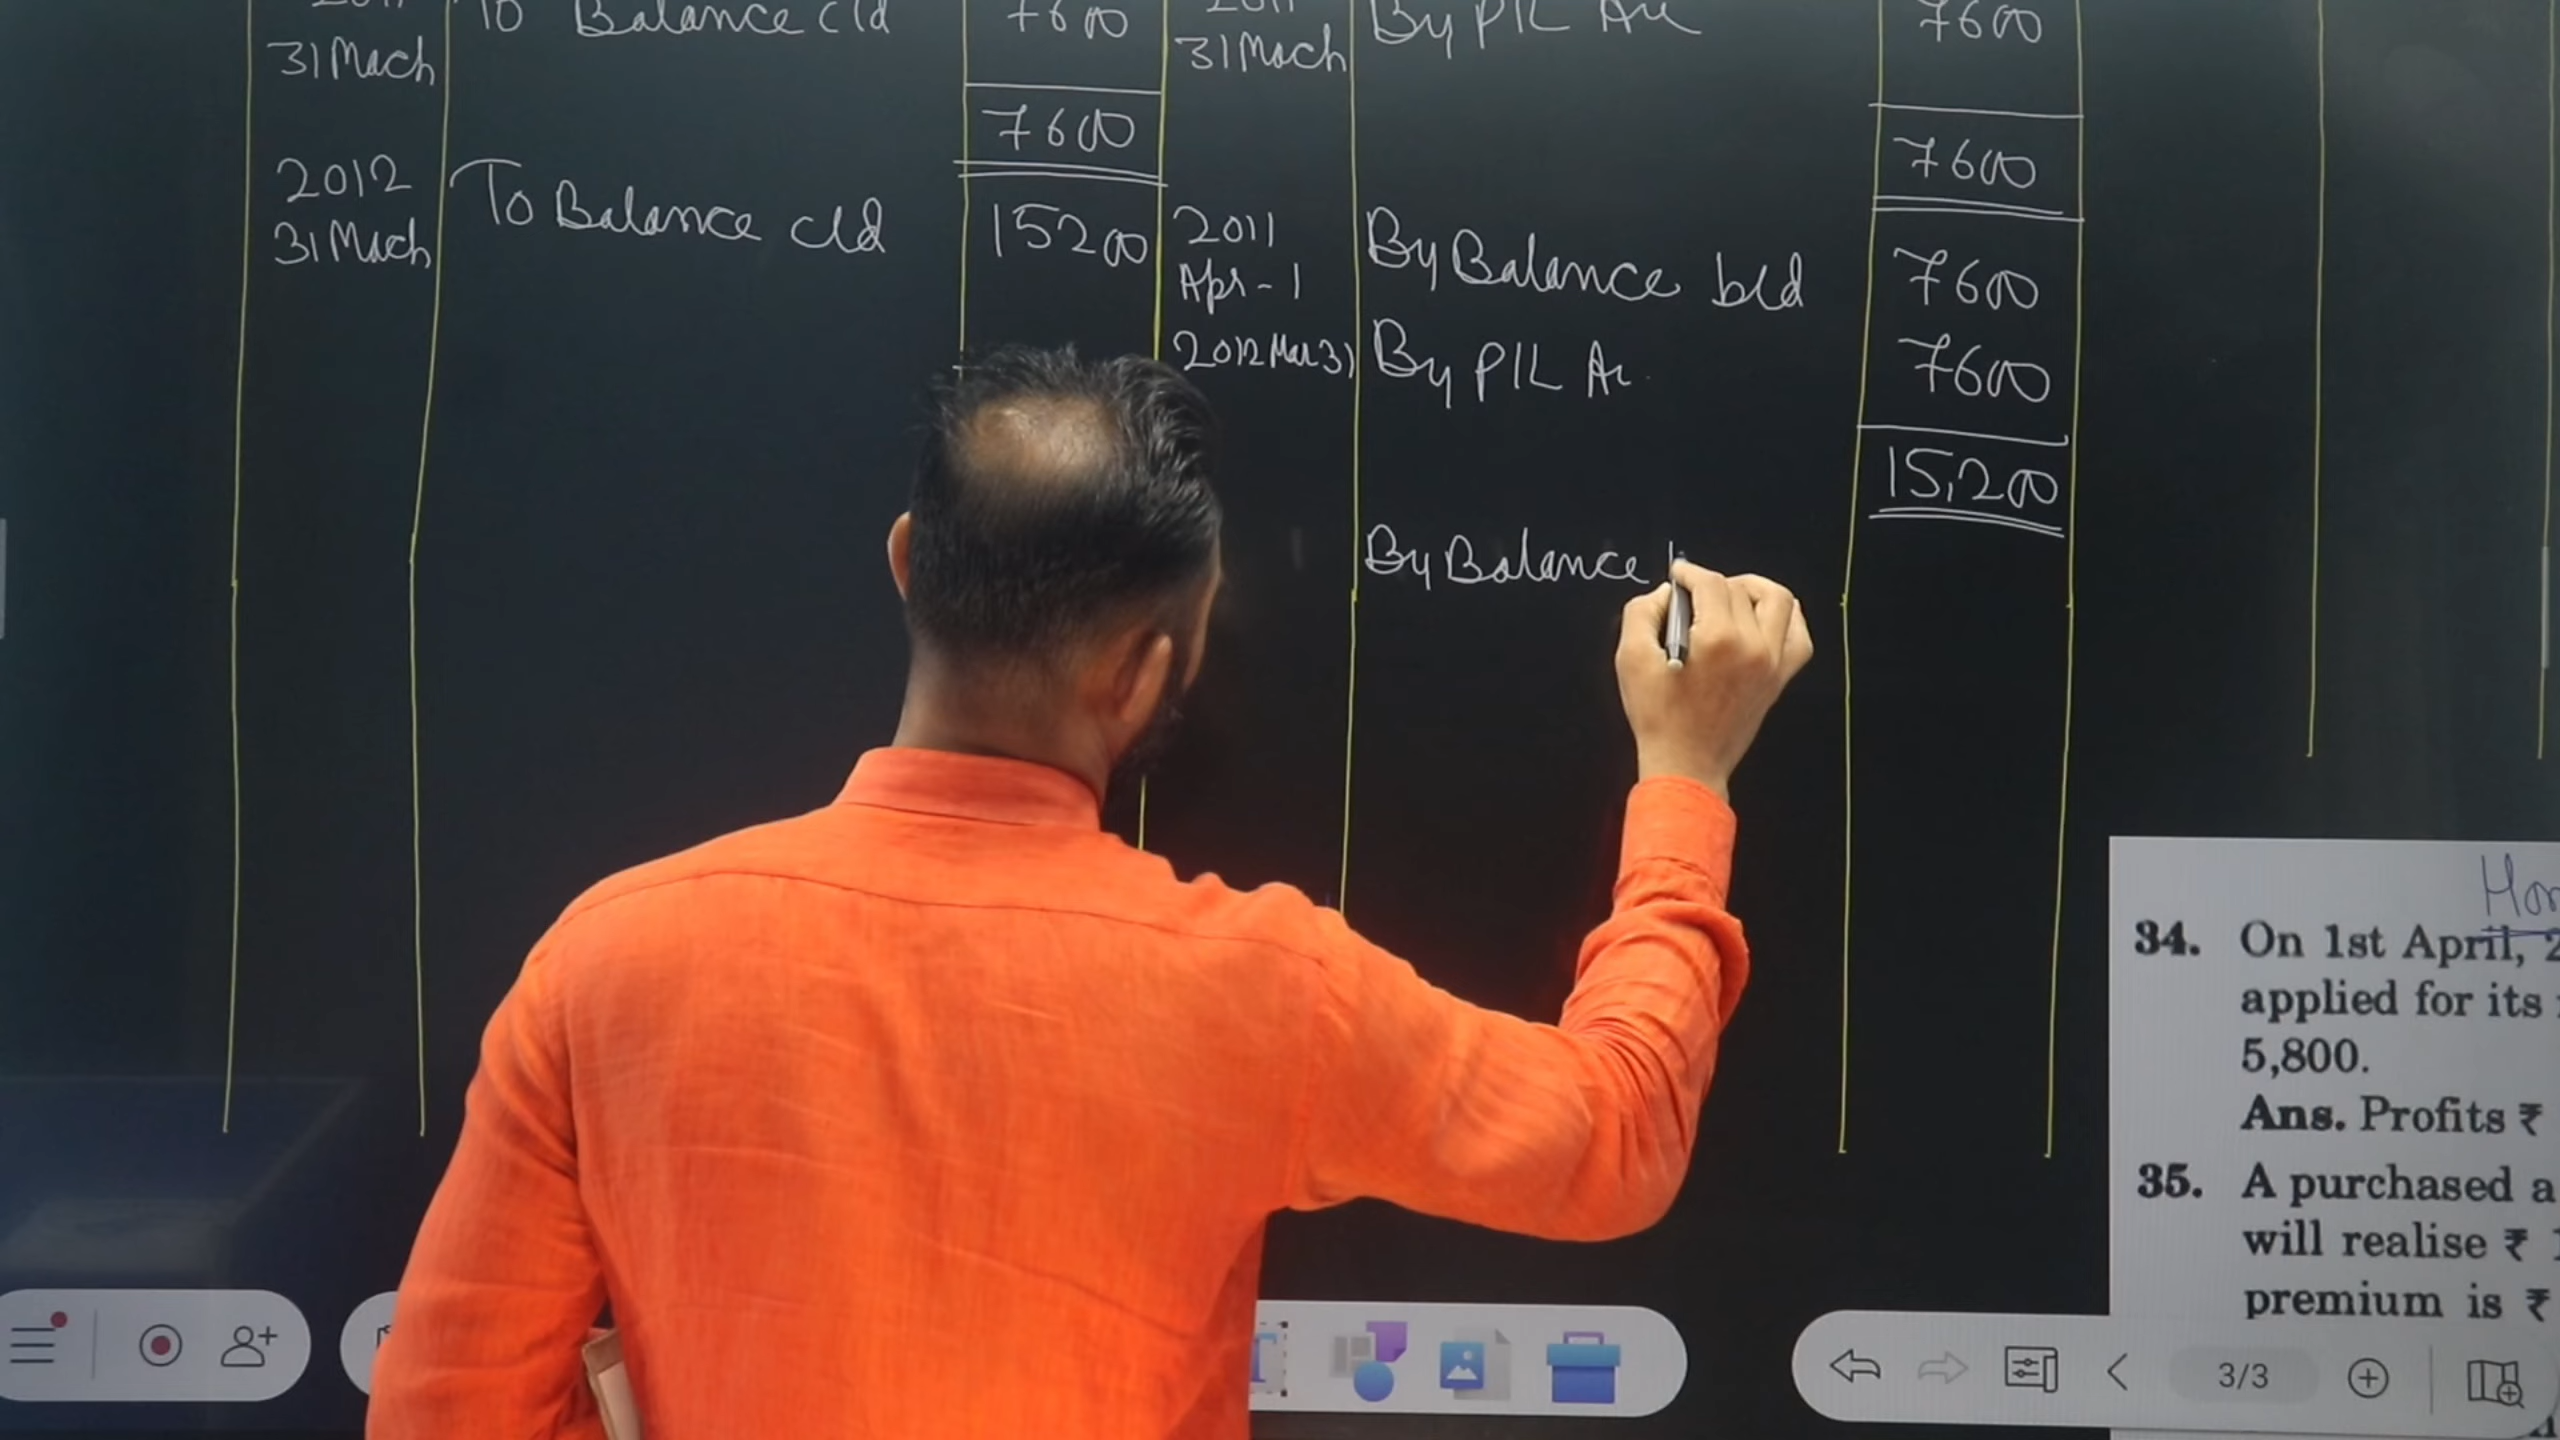 To Balance c/d 7600
31 Mach 31 Mach By P/L A/c 7600
7600 7600
2012 To Balance c/d 15200 2011 By Balance b/d 7600
31 Mach Apr-1
2012 Mar 31 By P/L A/c 7600
15,200
By Balance
34. On 1st April, 2
applied for its
5,800.
Ans. Profits ₹
35. A purchased a
will realise ₹ 1
premium is ₹
3/3